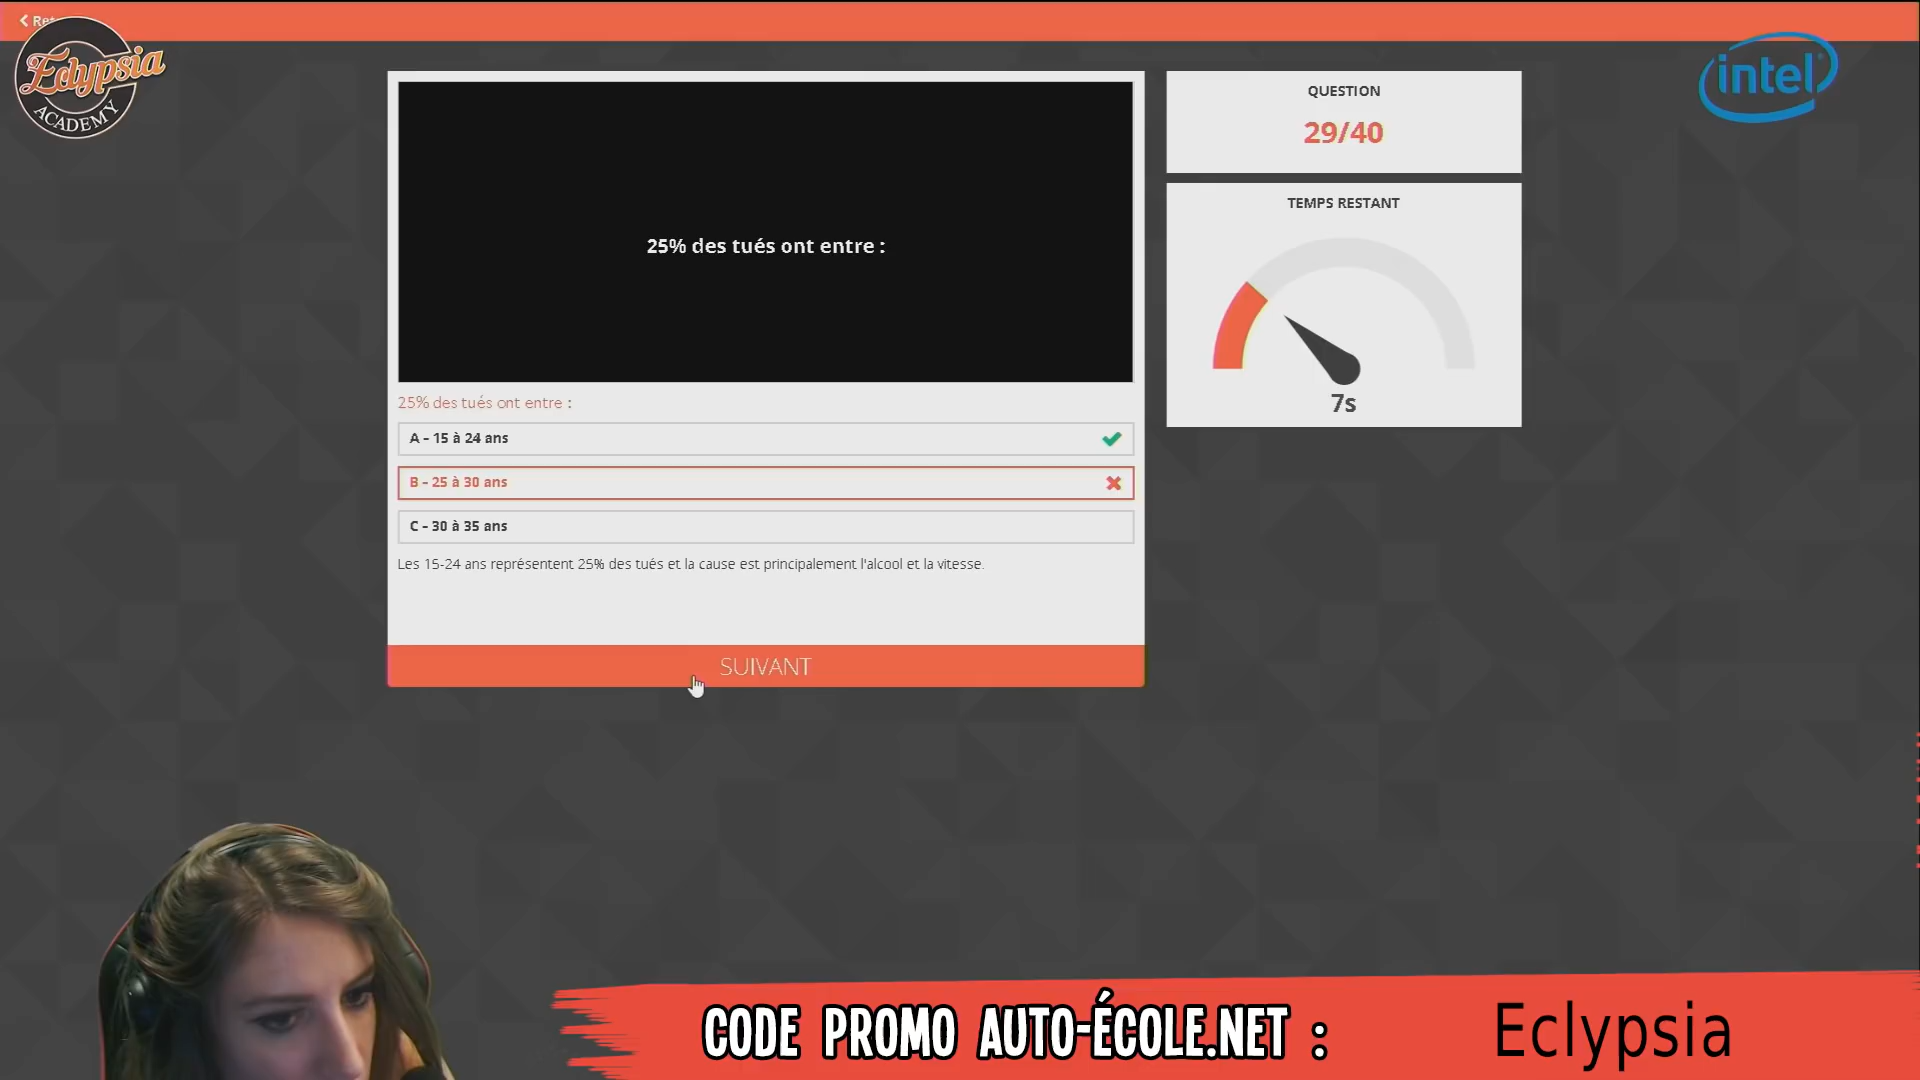 Ret
Eclypsia
ACADEMY
intel
QUESTION
29/40
TEMPS RESTANT
7s
25% des tués ont entre :
25% des tués ont entre :
A – 15 à 24 ans
B – 25 à 30 ans
C – 30 à 35 ans
Les 15-24 ans représentent 25% des tués et la cause est principalement l'alcool et la vitesse.
SUIVANT
CODE PROMO AUTO-ÉCOLE.NET : Eclypsia